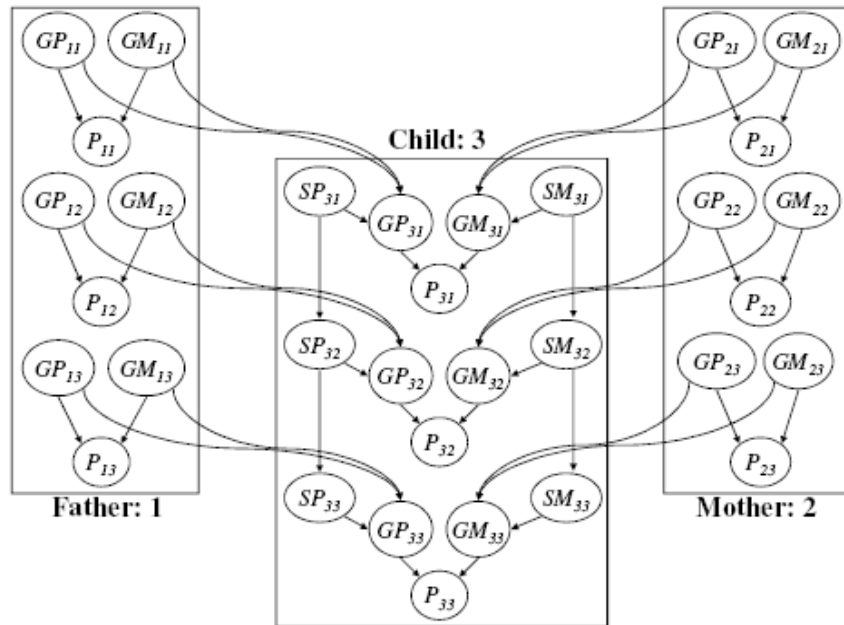 GP11 GM11
P11
GP12 GM12
P12
GP13 GM13
P13
Father: 1
Child: 3
SP31 SM31
GP31 GM31
P31
SP32 SM32
GP32 GM32
P32
SP33 SM33
GP33 GM33
P33
GP21 GM21
P21
GP22 GM22
P22
GP23 GM23
P23
Mother: 2